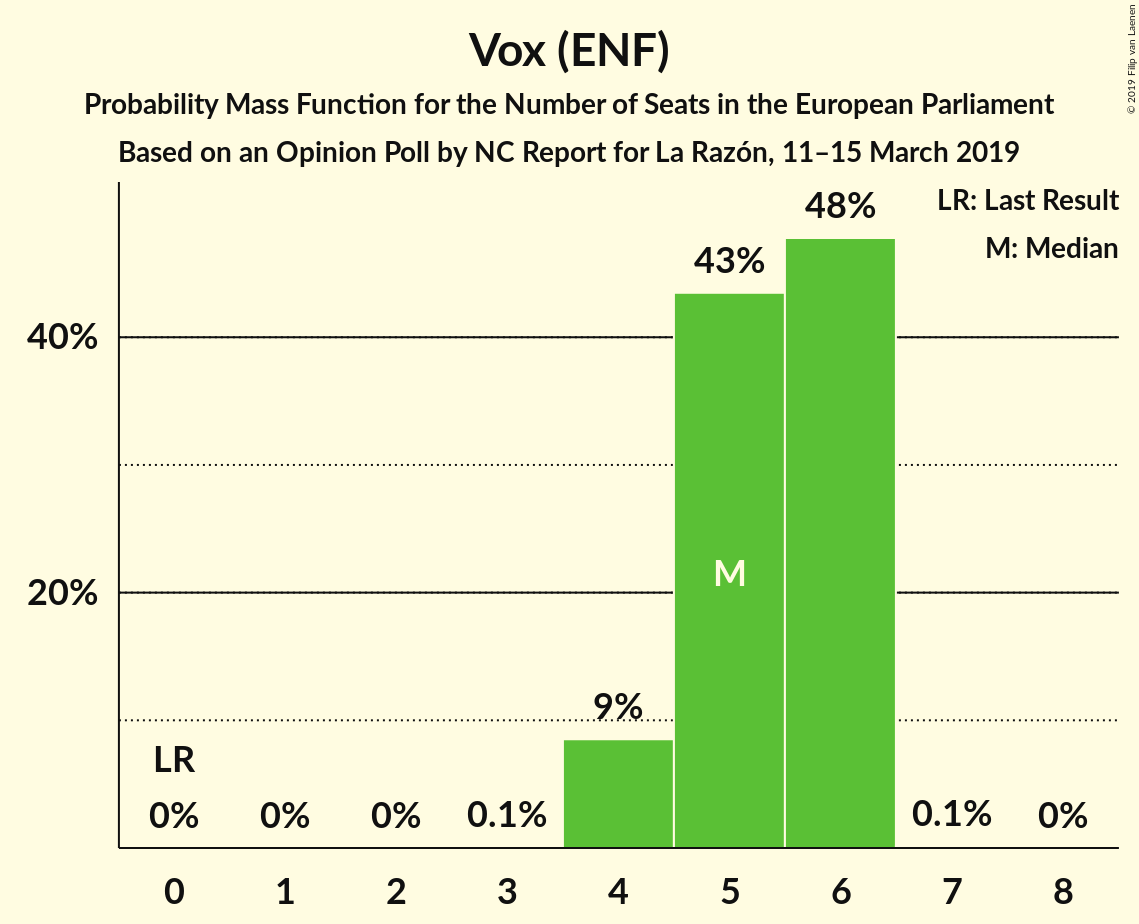 Vox (ENF)
Probability Mass Function for the Number of Seats in the European Parliament
Based on an Opinion Poll by NC Report for La Razón, 11–15 March 2019
© 2019 Filip van Laenen
LR: Last Result
M: Median
48%
43%
40%
M
20%
9%
LR
0%
0%
0%
0.1%
0.1%
0%
0 1 2 3 4 5 6 7 8